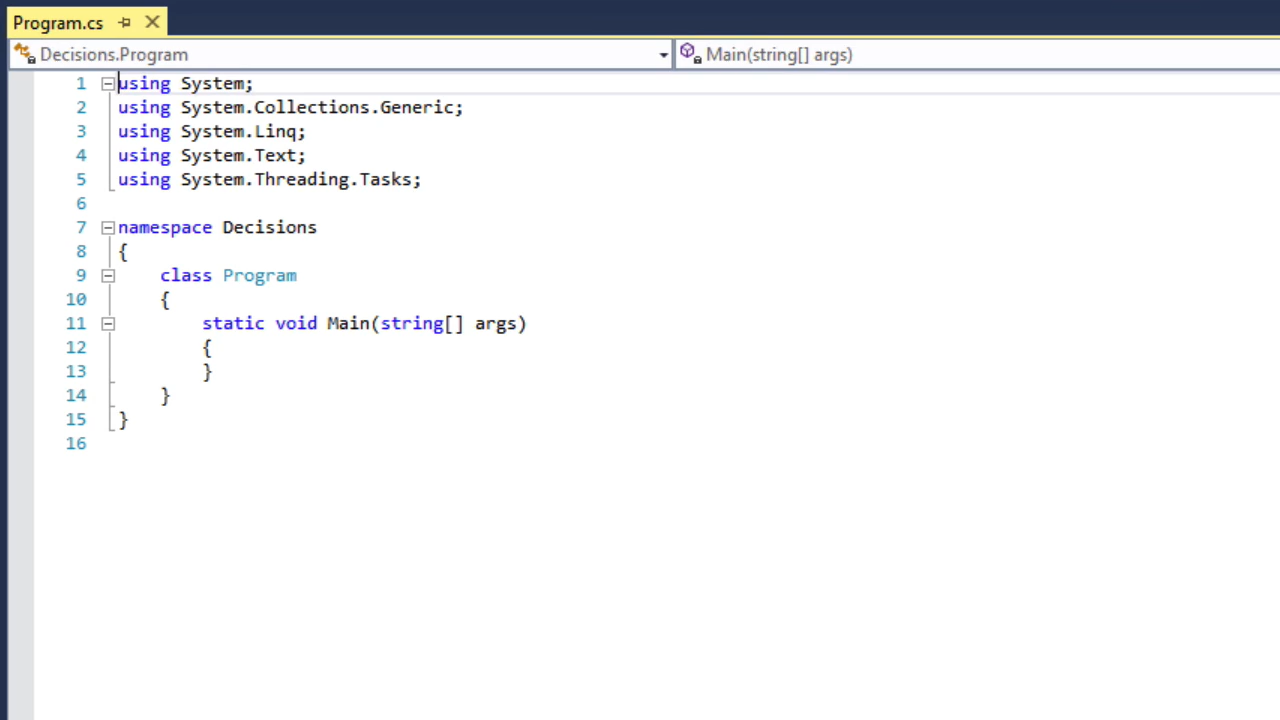 Program.cs
Decisions.Program
Main(string[] args)
1 using System;
2 using System.Collections.Generic;
3 using System.Linq;
4 using System.Text;
5 using System.Threading.Tasks;
6
7 namespace Decisions
8 {
9     class Program
10     {
11         static void Main(string[] args)
12         {
13         }
14     }
15 }
16